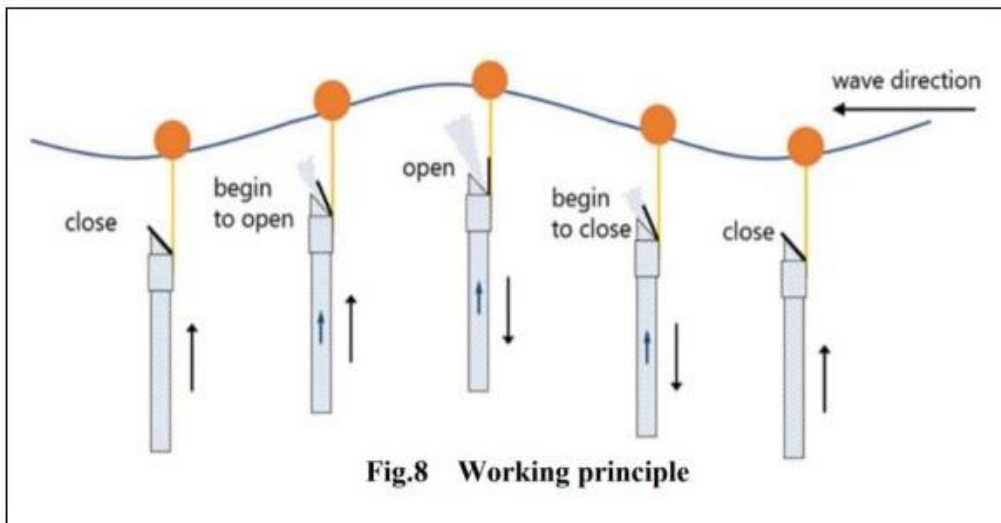 wave direction
open
begin
to open
begin
to close
close
close
Fig.8 Working principle